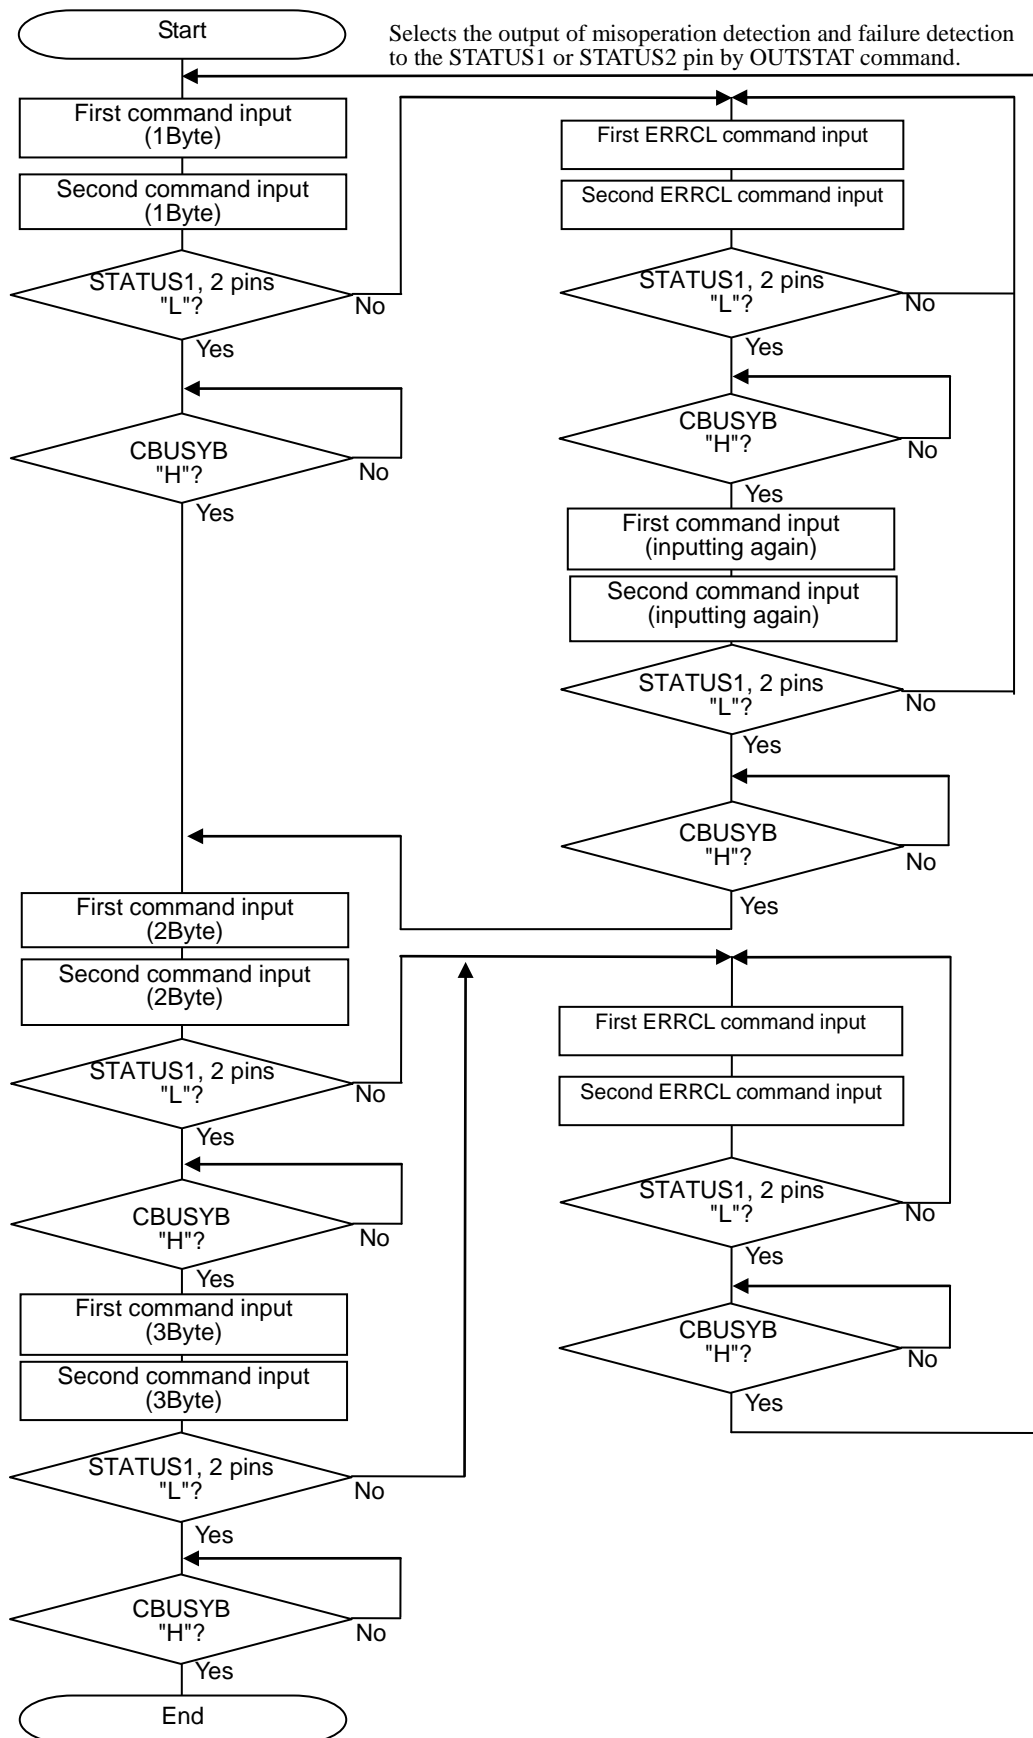 Start
Selects the output of misoperation detection and failure detection
to the STATUS1 or STATUS2 pin by OUTSTAT command.
First command input
(1Byte)
Second command input
(1Byte)
STATUS1, 2 pins
"L"?
No
Yes
CBUSYB
"H"?
No
Yes
First ERRCL command input
Second ERRCL command input
STATUS1, 2 pins
"L"?
No
Yes
CBUSYB
"H"?
No
Yes
First command input
(inputting again)
Second command input
(inputting again)
STATUS1, 2 pins
"L"?
No
Yes
CBUSYB
"H"?
No
Yes
First command input
(2Byte)
Second command input
(2Byte)
STATUS1, 2 pins
"L"?
No
Yes
CBUSYB
"H"?
No
Yes
First command input
(3Byte)
Second command input
(3Byte)
STATUS1, 2 pins
"L"?
No
Yes
CBUSYB
"H"?
No
Yes
End
First ERRCL command input
Second ERRCL command input
STATUS1, 2 pins
"L"?
No
Yes
CBUSYB
"H"?
No
Yes